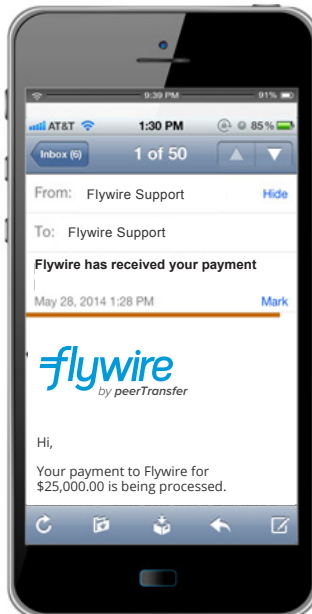 9:39 PM 91%
AT&T 1:30 PM 85%
Inbox (6) 1 of 50
From: Flywire Support Hide
To: Flywire Support
Flywire has received your payment
May 28, 2014 1:28 PM Mark
flywire
by peerTransfer
Hi,
Your payment to Flywire for
$25,000.00 is being processed.